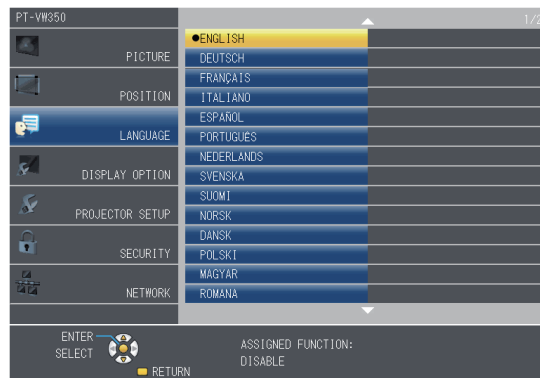 PT-VW350
1/2
PICTURE
POSITION
LANGUAGE
DISPLAY OPTION
PROJECTOR SETUP
SECURITY
NETWORK
●ENGLISH
DEUTSCH
FRANÇAIS
ITALIANO
ESPAÑOL
PORTUGUÊS
NEDERLANDS
SVENSKA
SUOMI
NORSK
DANSK
POLSKI
MAGYAR
ROMANA
ENTER
SELECT
RETURN
ASSIGNED FUNCTION:
DISABLE